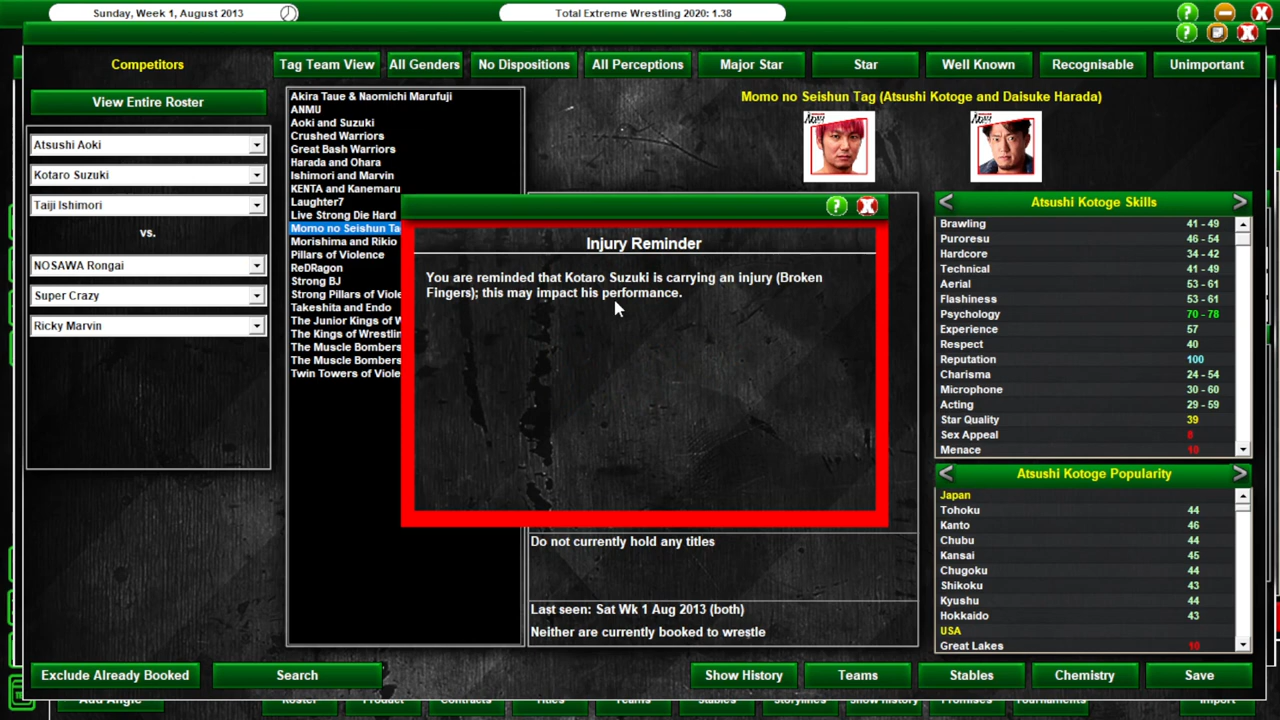 Sunday, Week 1, August 2013
Total Extreme Wrestling 2020: 1.38
Competitors
Tag Team View
All Genders
No Dispositions
All Perceptions
Major Star
Star
Well Known
Recognisable
Unimportant
View Entire Roster
Atsushi Aoki
Kotaro Suzuki
Taiji Ishimori
vs.
NOSAWA Rongai
Super Crazy
Ricky Marvin
Akira Taue & Naomichi Marufuji
ANMU
Aoki and Suzuki
Crushed Warriors
Great Bash Warriors
Harada and Ohara
Ishimori and Marvin
KENTA and Kanemaru
Laughter7
Live Strong Die Hard
Momo no Seishun Ta
Morishima and Rikio
Pillars of Violence
ReDRagon
Strong BJ
Strong Pillars of Viole
Takeshita and Endo
The Junior Kings of W
The Kings of Wrestlin
The Muscle Bombers
The Muscle Bombers
Twin Towers of Viole
Momo no Seishun Tag (Atsushi Kotoge and Daisuke Harada)
Injury Reminder
You are reminded that Kotaro Suzuki is carrying an injury (Broken
Fingers); this may impact his performance.
Do not currently hold any titles
Last seen: Sat Wk 1 Aug 2013 (both)
Neither are currently booked to wrestle
Atsushi Kotoge Skills
Brawling 41 - 49
Puroresu 46 - 54
Hardcore 34 - 42
Technical 41 - 49
Aerial 53 - 61
Flashiness 53 - 61
Psychology 70 - 78
Experience 57
Respect 40
Reputation 100
Charisma 24 - 54
Microphone 30 - 60
Acting 29 - 59
Star Quality 39
Sex Appeal
Menace 10
Atsushi Kotoge Popularity
Japan
Tohoku 44
Kanto 46
Chubu 44
Kansai 45
Chugoku 44
Shikoku 43
Kyushu 44
Hokkaido 43
USA
Great Lakes 10
Exclude Already Booked
Search
Show History
Teams
Stables
Chemistry
Save